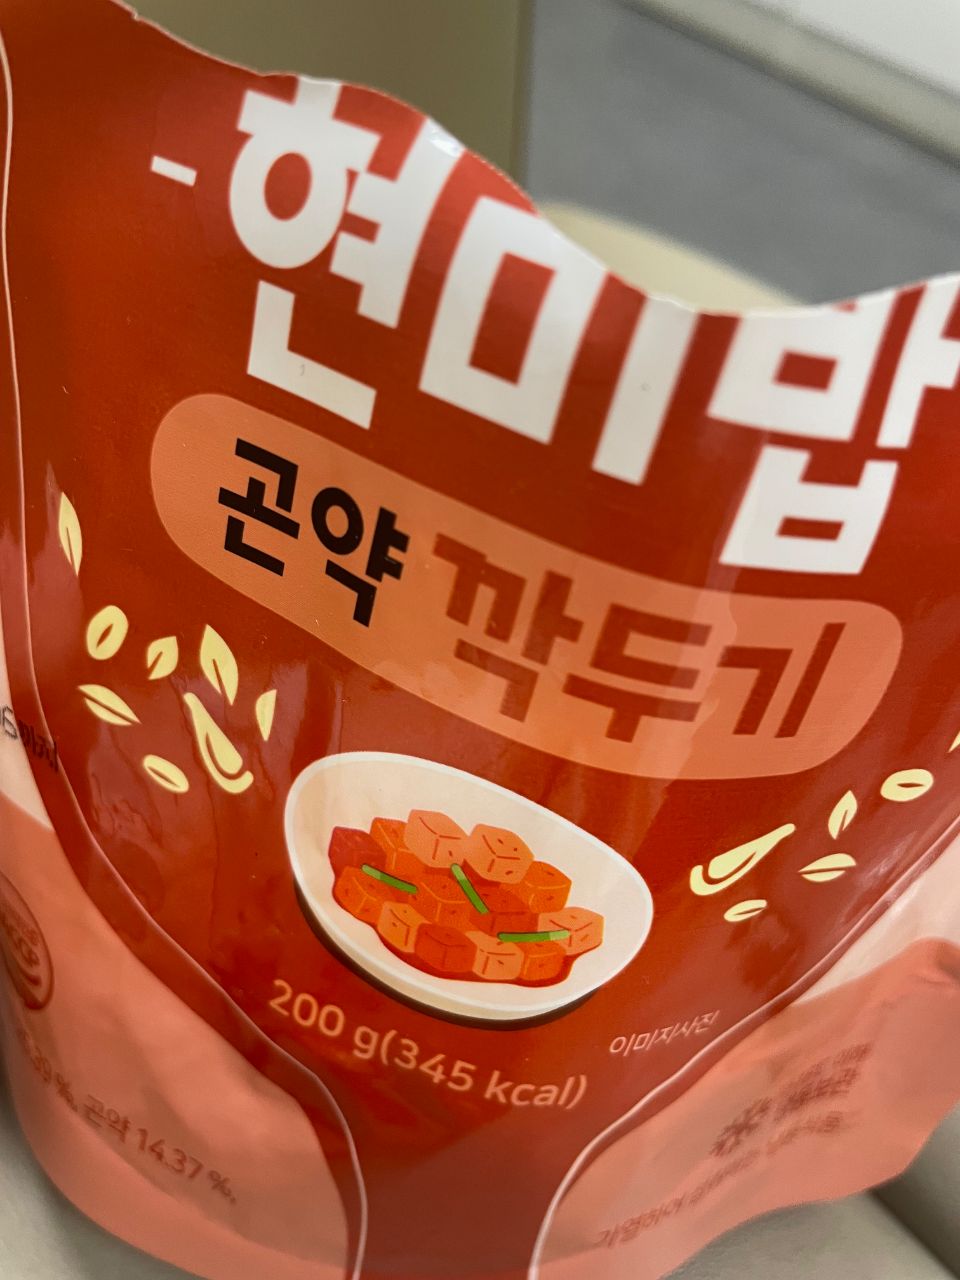 현미밥
곤약 깍두기
200 g(345 kcal)
이미지사진
곤약 14.37 %,